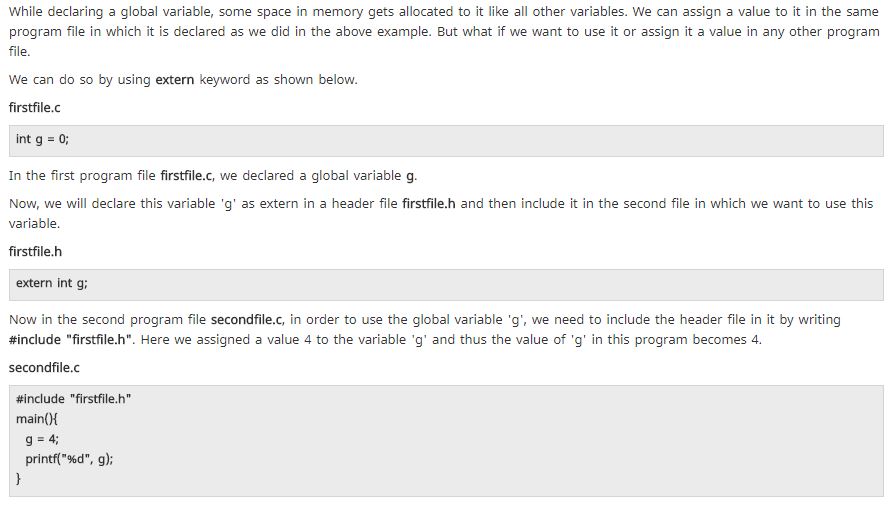 While declaring a global variable, some space in memory gets allocated to it like all other variables. We can assign a value to it in the same
program file in which it is declared as we did in the above example. But what if we want to use it or assign it a value in any other program
file.
We can do so by using extern keyword as shown below.
firstfile.c
int g = 0;
In the first program file firstfile.c, we declared a global variable g.
Now, we will declare this variable 'g' as extern in a header file firstfile.h and then include it in the second file in which we want to use this
variable.
firstfile.h
extern int g;
Now in the second program file secondfile.c, in order to use the global variable 'g', we need to include the header file in it by writing
#include "firstfile.h". Here we assigned a value 4 to the variable 'g' and thus the value of 'g' in this program becomes 4.
secondfile.c
#include "firstfile.h"
main(){
g = 4;
printf("%d", g);
}